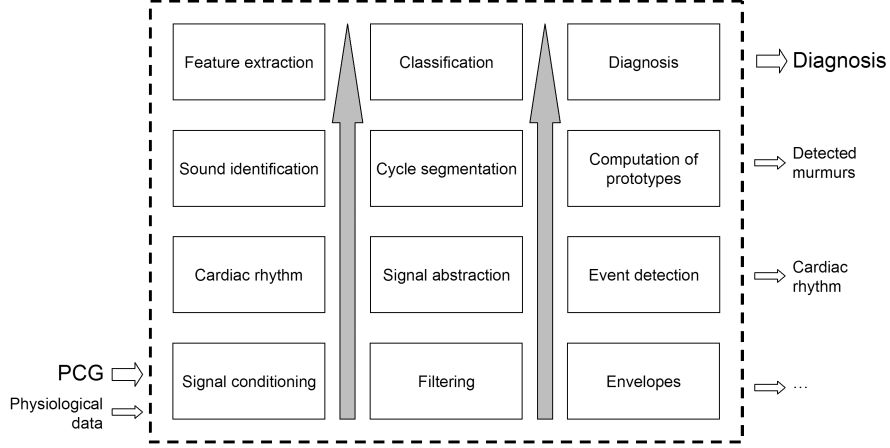 Feature extraction
Classification
Diagnosis
Diagnosis
Sound identification
Cycle segmentation
Computation of
prototypes
Detected
murmurs
Cardiac rhythm
Signal abstraction
Event detection
Cardiac
rhythm
PCG
Physiological
data
Signal conditioning
Filtering
Envelopes
...